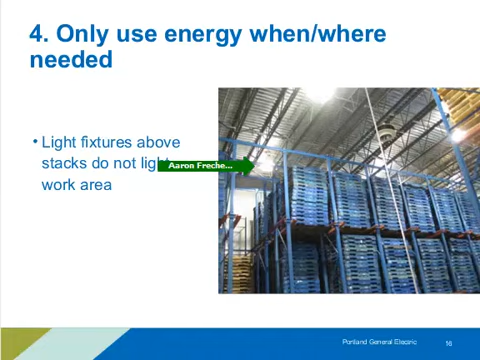 4. Only use energy when/where
needed
• Light fixtures above
stacks do not light
work area
Aaron Freche...
Portland General Electric
16